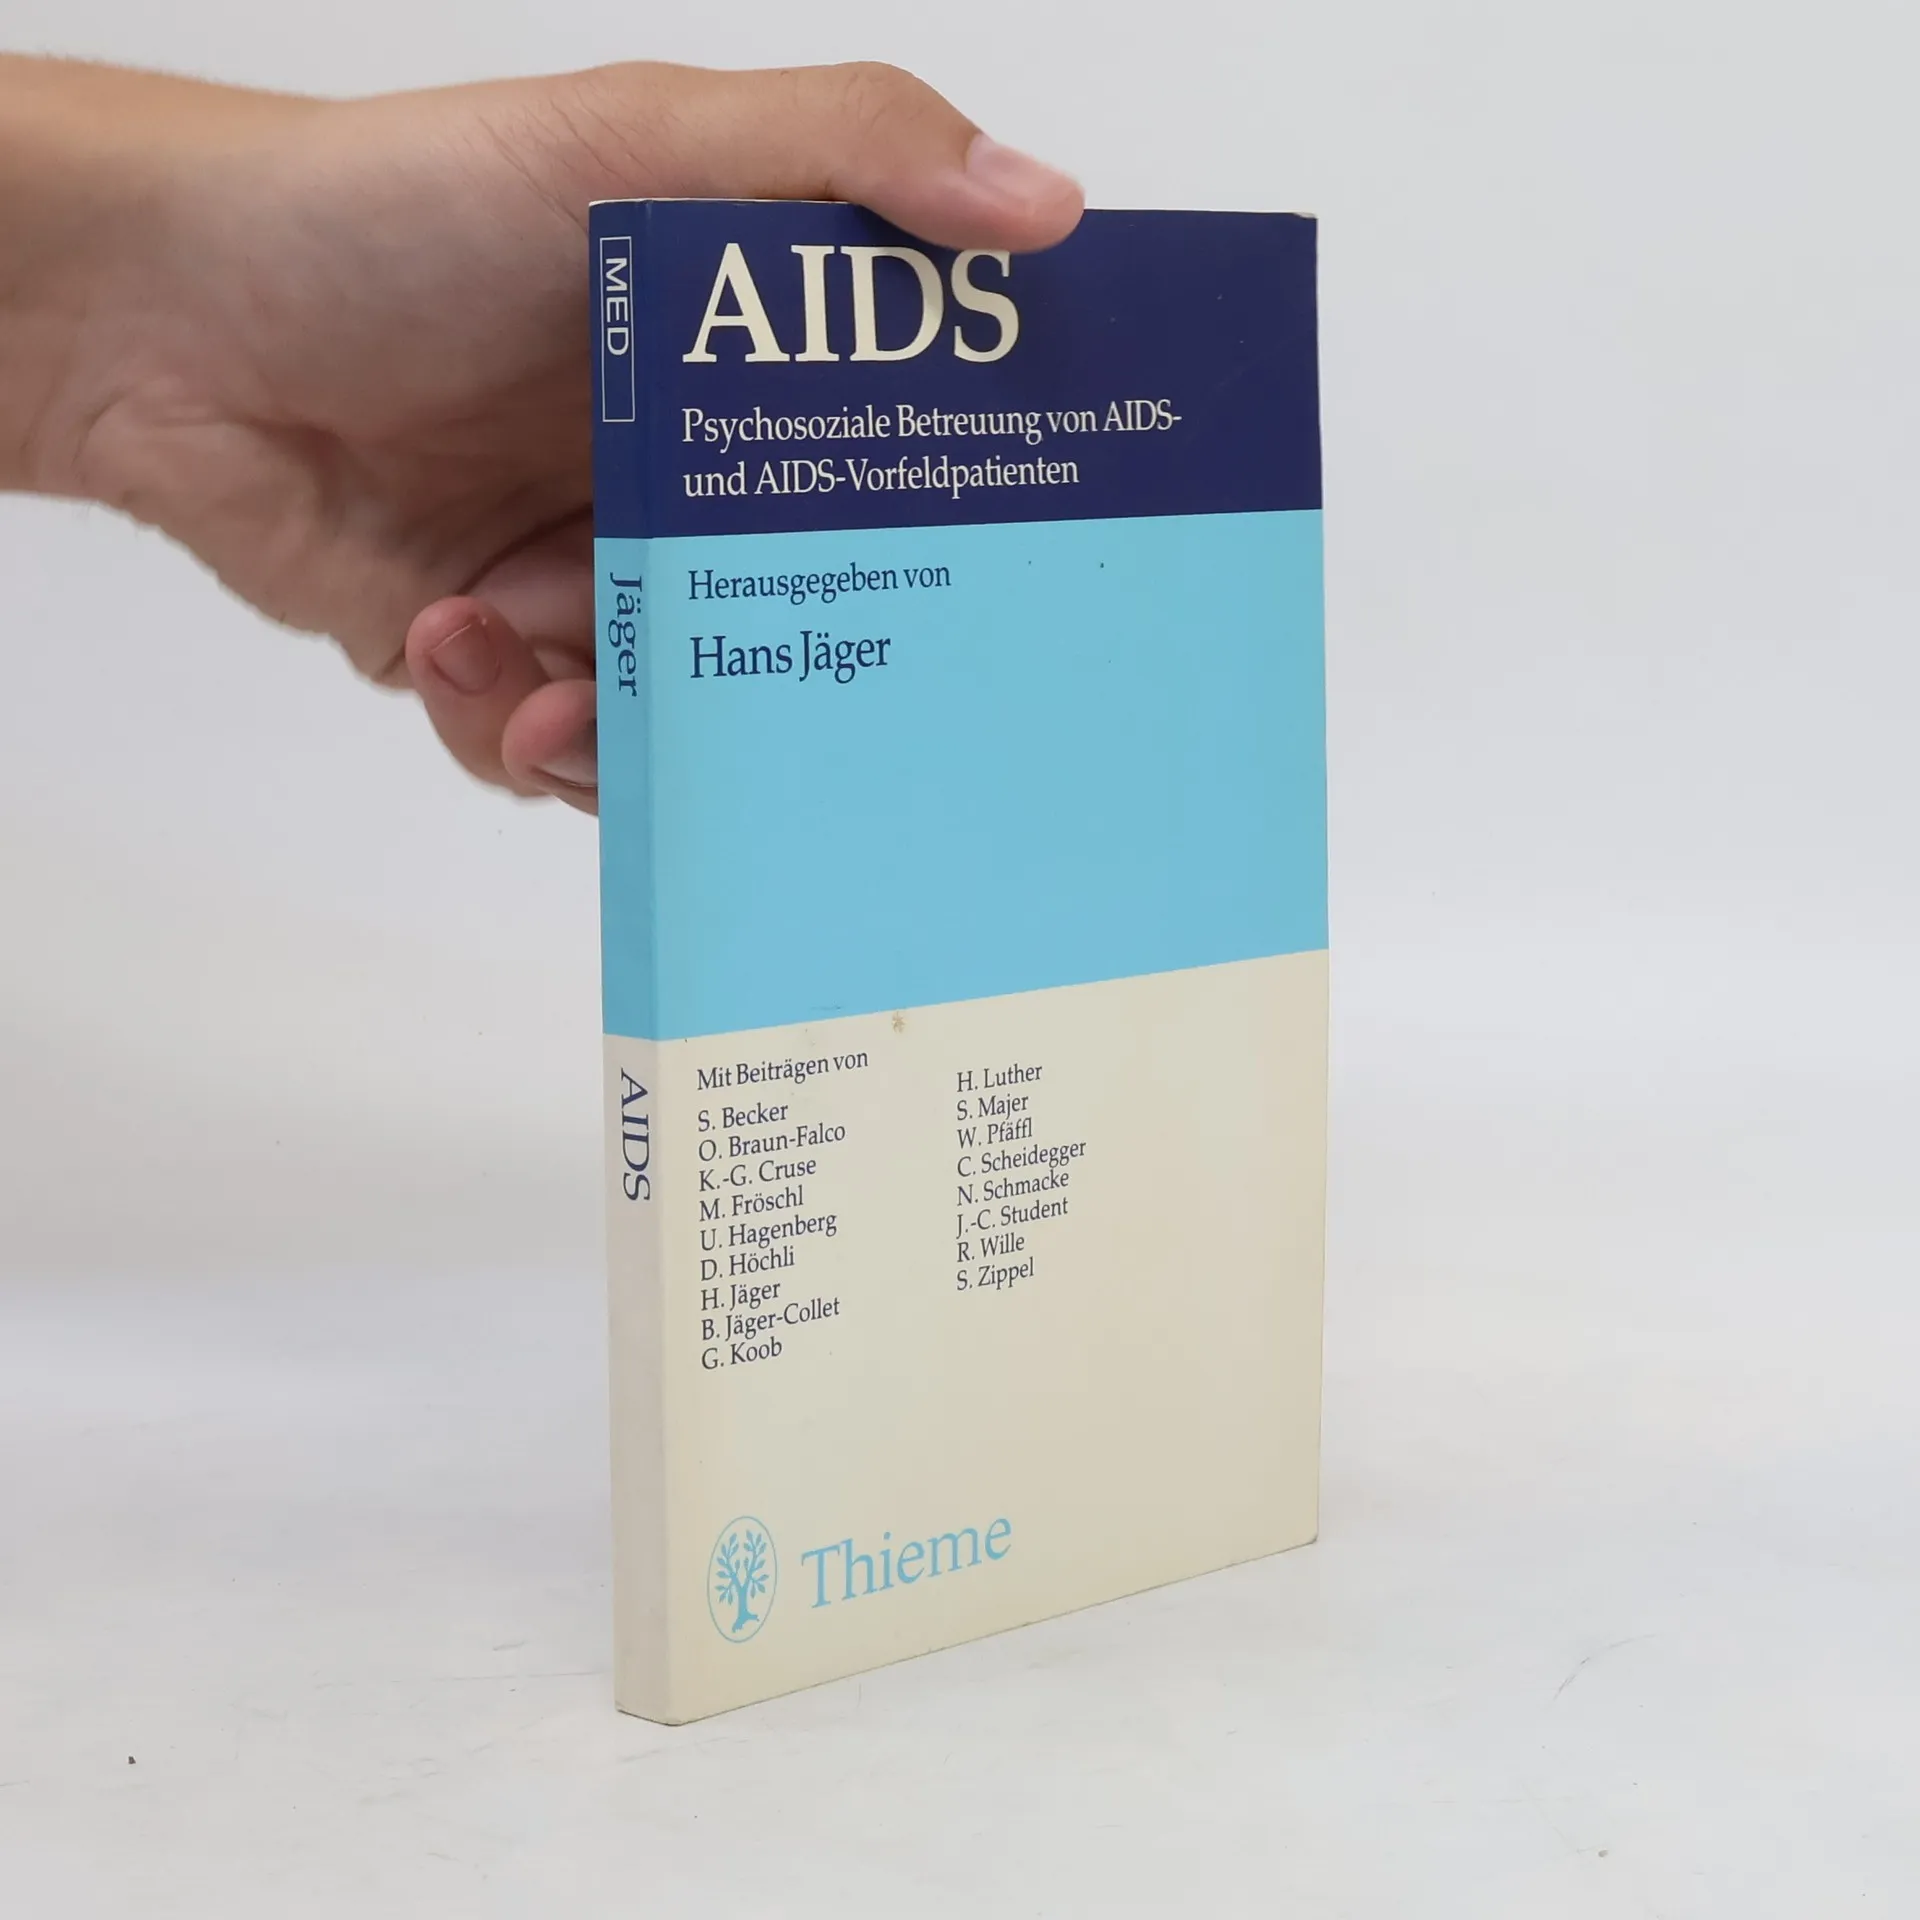 MED
Jäger
AIDS
AIDS
Psychosoziale Betreuung von AIDS-
und AIDS-Vorfeldpatienten
Herausgegeben von
Hans Jäger
Mit Beiträgen von
S. Becker
O. Braun-Falco
K.-G. Cruse
M. Fröschl
U. Hagenberg
D. Höchli
H. Jäger
B. Jäger-Collet
G. Koob
H. Luther
S. Majer
W. Pfäffl
C. Scheidegger
N. Schmacke
J.-C. Student
R. Wille
S. Zippel
Thieme